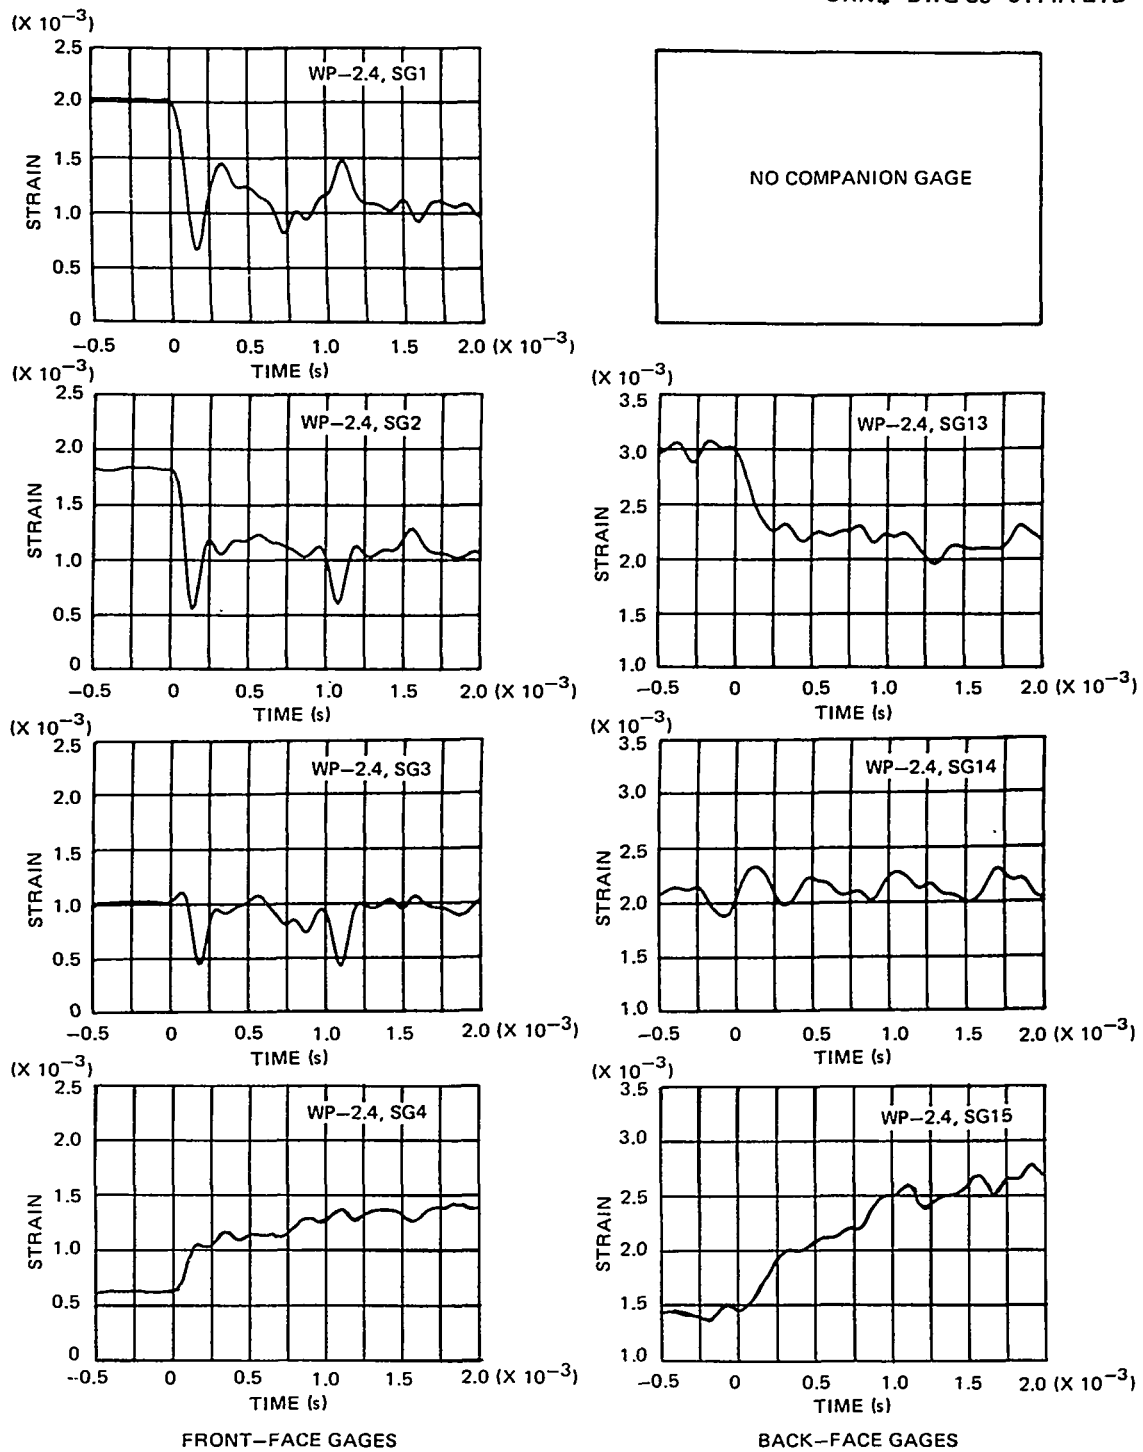 (X 10⁻³)
2.5
2.0
1.5
1.0
0.5
0
STRAIN
WP–2.4, SG1
–0.5 0 0.5 1.0 1.5 2.0 (X 10⁻³)
TIME (s)
NO COMPANION GAGE
(X 10⁻³)
2.5
2.0
1.5
1.0
0.5
0
STRAIN
WP–2.4, SG2
–0.5 0 0.5 1.0 1.5 2.0 (X 10⁻³)
TIME (s)
(X 10⁻³)
3.5
3.0
2.5
2.0
1.5
1.0
STRAIN
WP–2.4, SG13
–0.5 0 0.5 1.0 1.5 2.0 (X 10⁻³)
TIME (s)
(X 10⁻³)
2.5
2.0
1.5
1.0
0.5
0
STRAIN
WP–2.4, SG3
–0.5 0 0.5 1.0 1.5 2.0 (X 10⁻³)
TIME (s)
(X 10⁻³)
3.5
3.0
2.5
2.0
1.5
1.0
STRAIN
WP–2.4, SG14
–0.5 0 0.5 1.0 1.5 2.0 (X 10⁻³)
TIME (s)
(X 10⁻³)
2.5
2.0
1.5
1.0
0.5
0
STRAIN
WP–2.4, SG4
–0.5 0 0.5 1.0 1.5 2.0 (X 10⁻³)
TIME (s)
(X 10⁻³)
3.5
3.0
2.5
2.0
1.5
1.0
STRAIN
WP–2.4, SG15
–0.5 0 0.5 1.0 1.5 2.0 (X 10⁻³)
TIME (s)
FRONT–FACE GAGES
BACK–FACE GAGES